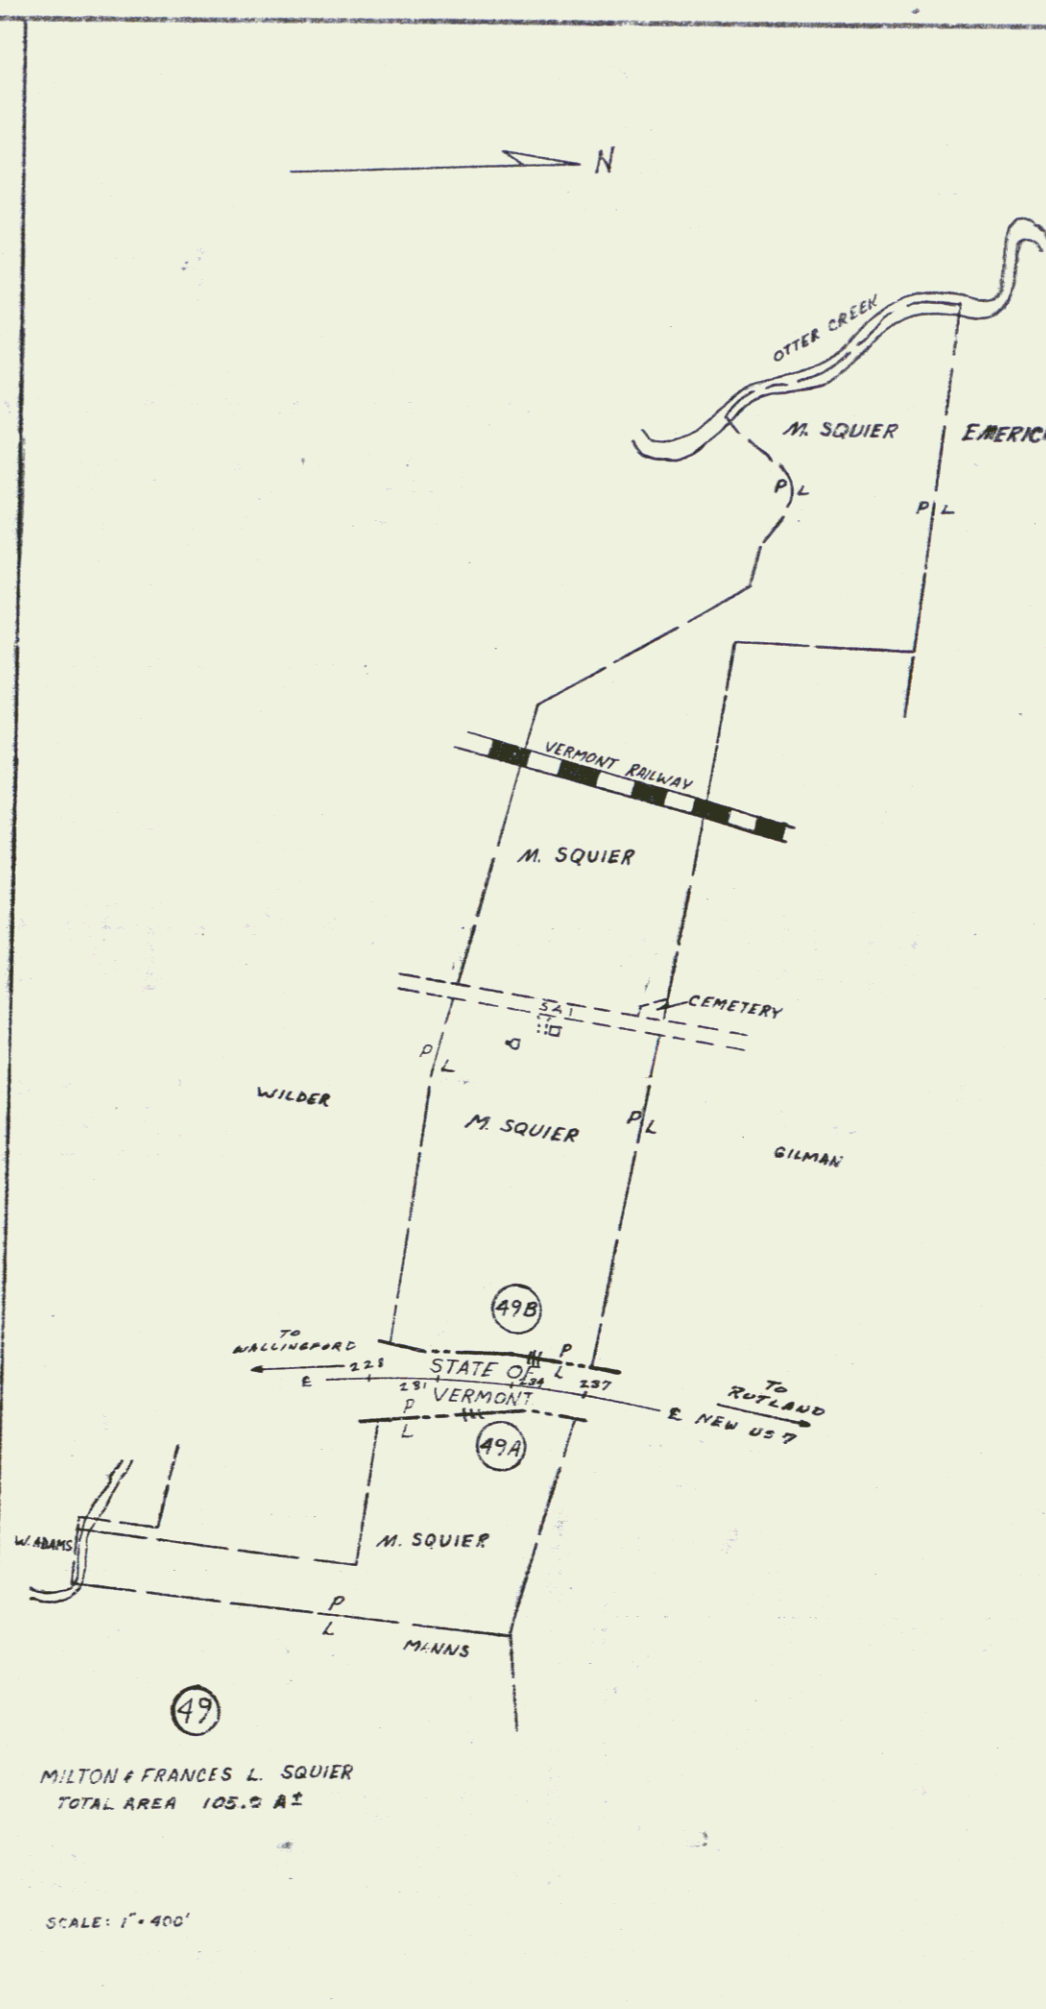 N
OTTER CREEK
M. SQUIER
EMERIC
P L
P L
VERMONT RAILWAY
M. SQUIER
CEMETERY
P L
WILDER
M. SQUIER
P L
GILMAN
49B
TO
WALLINGFORD
228
STATE OF
P
L
E
231
234
237
VERMONT
TO
RUTLAND
E NEW US 7
P
L
49A
W. ADAMS
M. SQUIER
P
L
MANNS
49
MILTON & FRANCES L. SQUIER
TOTAL AREA A±
SCALE: 1"=400'